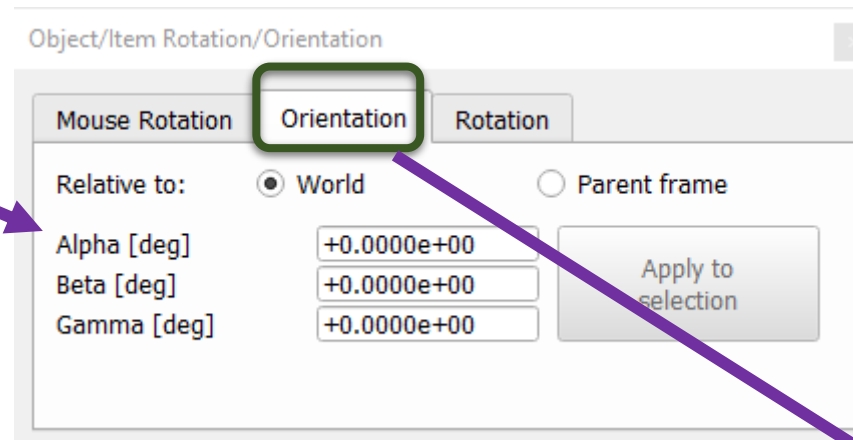 Object/Item Rotation/Orientation
Mouse Rotation Orientation Rotation
Relative to: World Parent frame
Alpha [deg] +0.0000e+00
Beta [deg] +0.0000e+00
Gamma [deg] +0.0000e+00
Apply to
selection